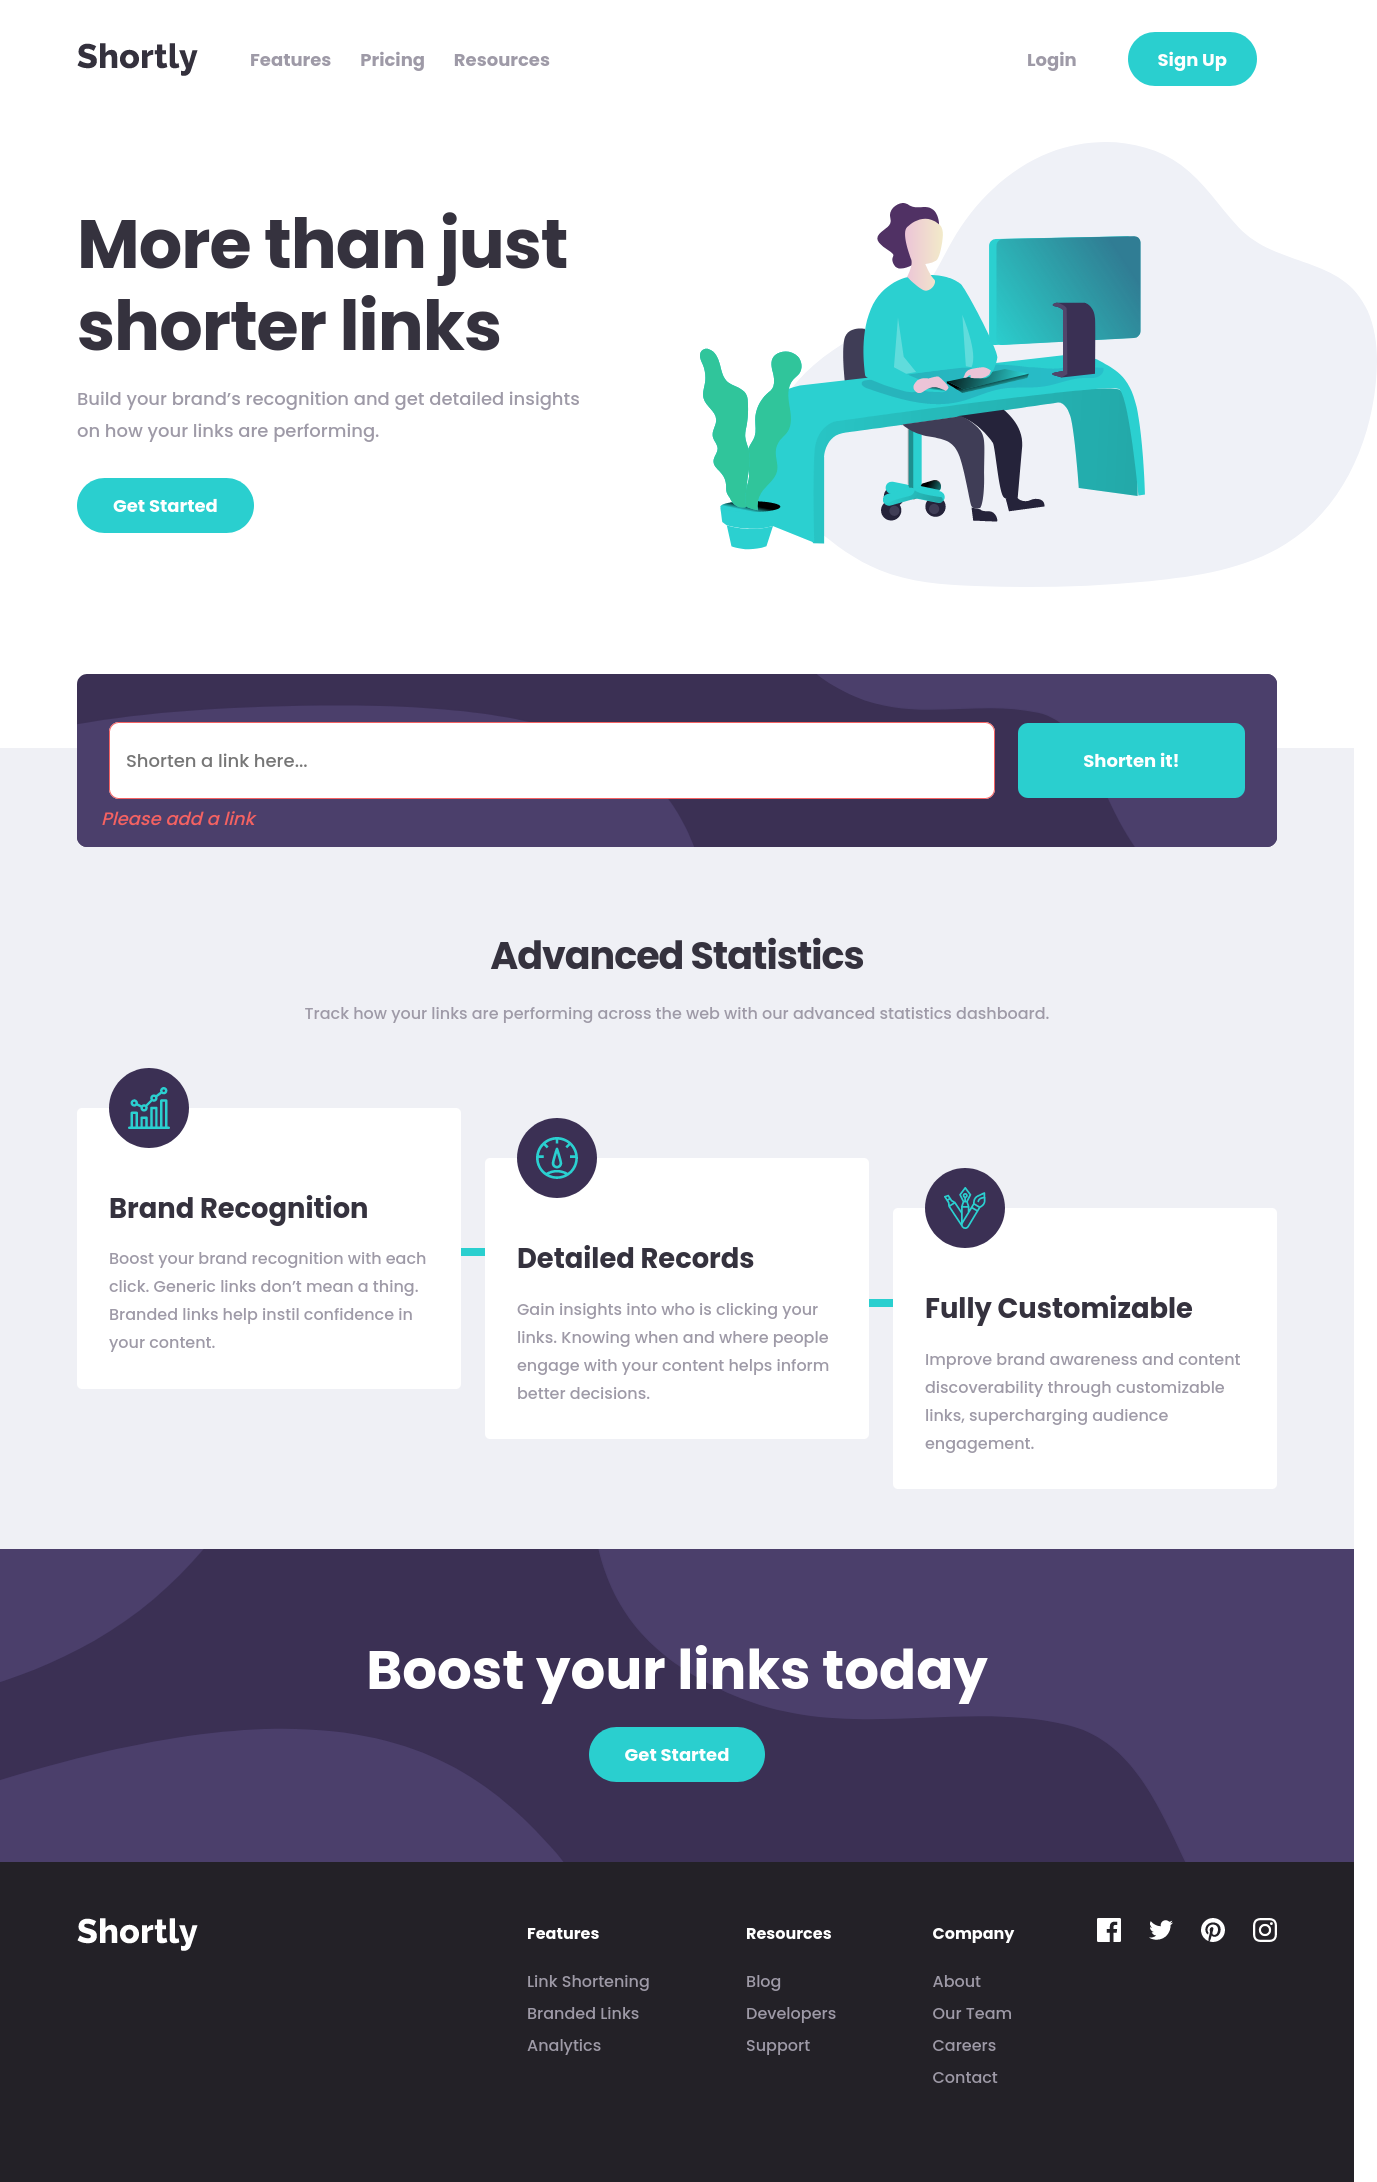 Shortly
Features Pricing Resources
Login
Sign Up
More than just
shorter links
Build your brand’s recognition and get detailed insights
on how your links are performing.
Get Started
Shorten a link here...
Shorten it!
Please add a link
Advanced Statistics
Track how your links are performing across the web with our advanced statistics dashboard.
Brand Recognition
Boost your brand recognition with each
click. Generic links don’t mean a thing.
Branded links help instil confidence in
your content.
Detailed Records
Gain insights into who is clicking your
links. Knowing when and where people
engage with your content helps inform
better decisions.
Fully Customizable
Improve brand awareness and content
discoverability through customizable
links, supercharging audience
engagement.
Boost your links today
Get Started
Shortly
Features
Link Shortening
Branded Links
Analytics
Resources
Blog
Developers
Support
Company
About
Our Team
Careers
Contact